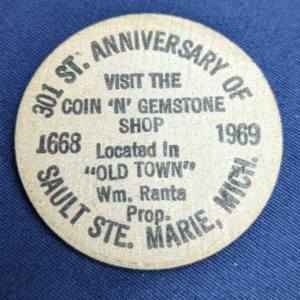 301 ST. ANNIVERSARY OF
VISIT THE
COIN 'N' GEMSTONE
SHOP
1668 1969
Located In
"OLD TOWN"
Wm. Ranta
Prop.
SAULT STE. MARIE, MICH.